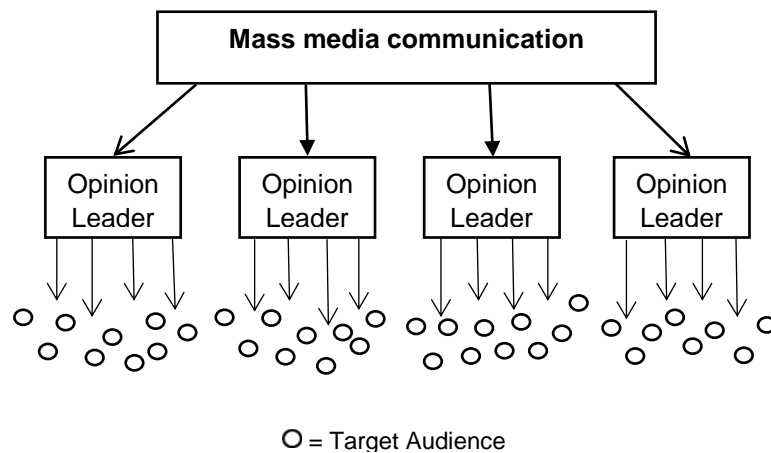 Mass media communication
Opinion
Leader
Opinion
Leader
Opinion
Leader
Opinion
Leader
= Target Audience